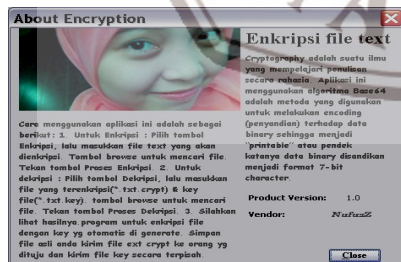 About Encryption
Enkripsi file text
Cryptography adalah suatu ilmu
yang mempelajari penulisan
secara rahasia. Aplikasi ini
menggunakan algoritma Base64
adalah metoda yang digunakan
untuk melakukan encoding
(penyandian) terhadap data
binary sehingga menjadi
"printable" atau pendek
katanya data binary disandikan
menjadi format 7-bit
character.
Product Version: 1.0
Vendor: NufusZ
Close
Cara menggunakan aplikasi ini adalah sebagai
berikut: 1. Untuk Enkripsi : Pilih tombol
Enkripsi, lalu masukkan file text yang akan
dienkripsi. Tombol browse untuk mencari file.
Tekan tombol Proses Enkripsi. 2. Untuk
dekripsi : Pilih tombol Dekripsi, lalu masukkan
file yang terenkripsi(*.txt.crypt) & key
file(*.txt.key). tombol browse untuk mencari
file. Tekan tombol Proses Dekripsi. 3. Silahkan
lihat hasilnya.program untuk enkripsi file
dengan key yg otomatis di generate. Simpan
file asli anda kirim file ext crypt ke orang yg
dituju dan kirim file key secara terpisah.